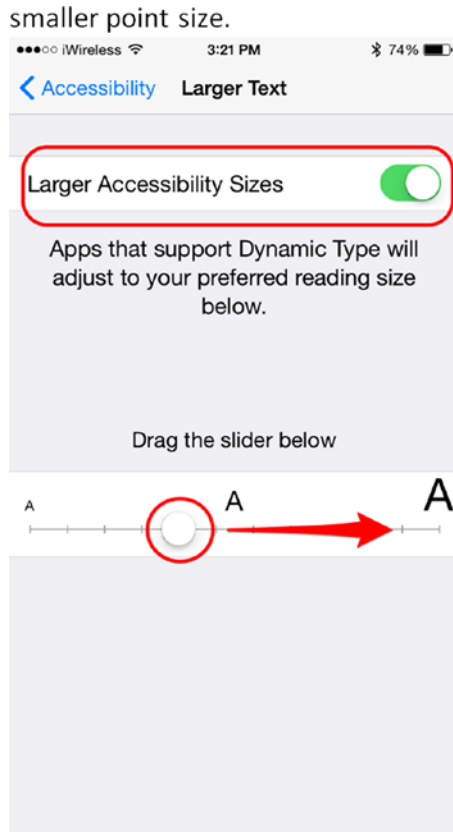 smaller point size.
●●●○○ iWireless 3:21 PM 74%
Accessibility Larger Text
Larger Accessibility Sizes
Apps that support Dynamic Type will
adjust to your preferred reading size
below.
Drag the slider below
A A A